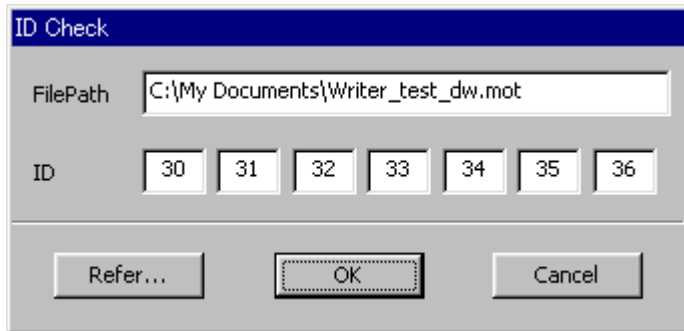 ID Check
FilePath C:\My Documents\Writer_test_dw.mot
ID 30 31 32 33 34 35 36
Refer... OK Cancel